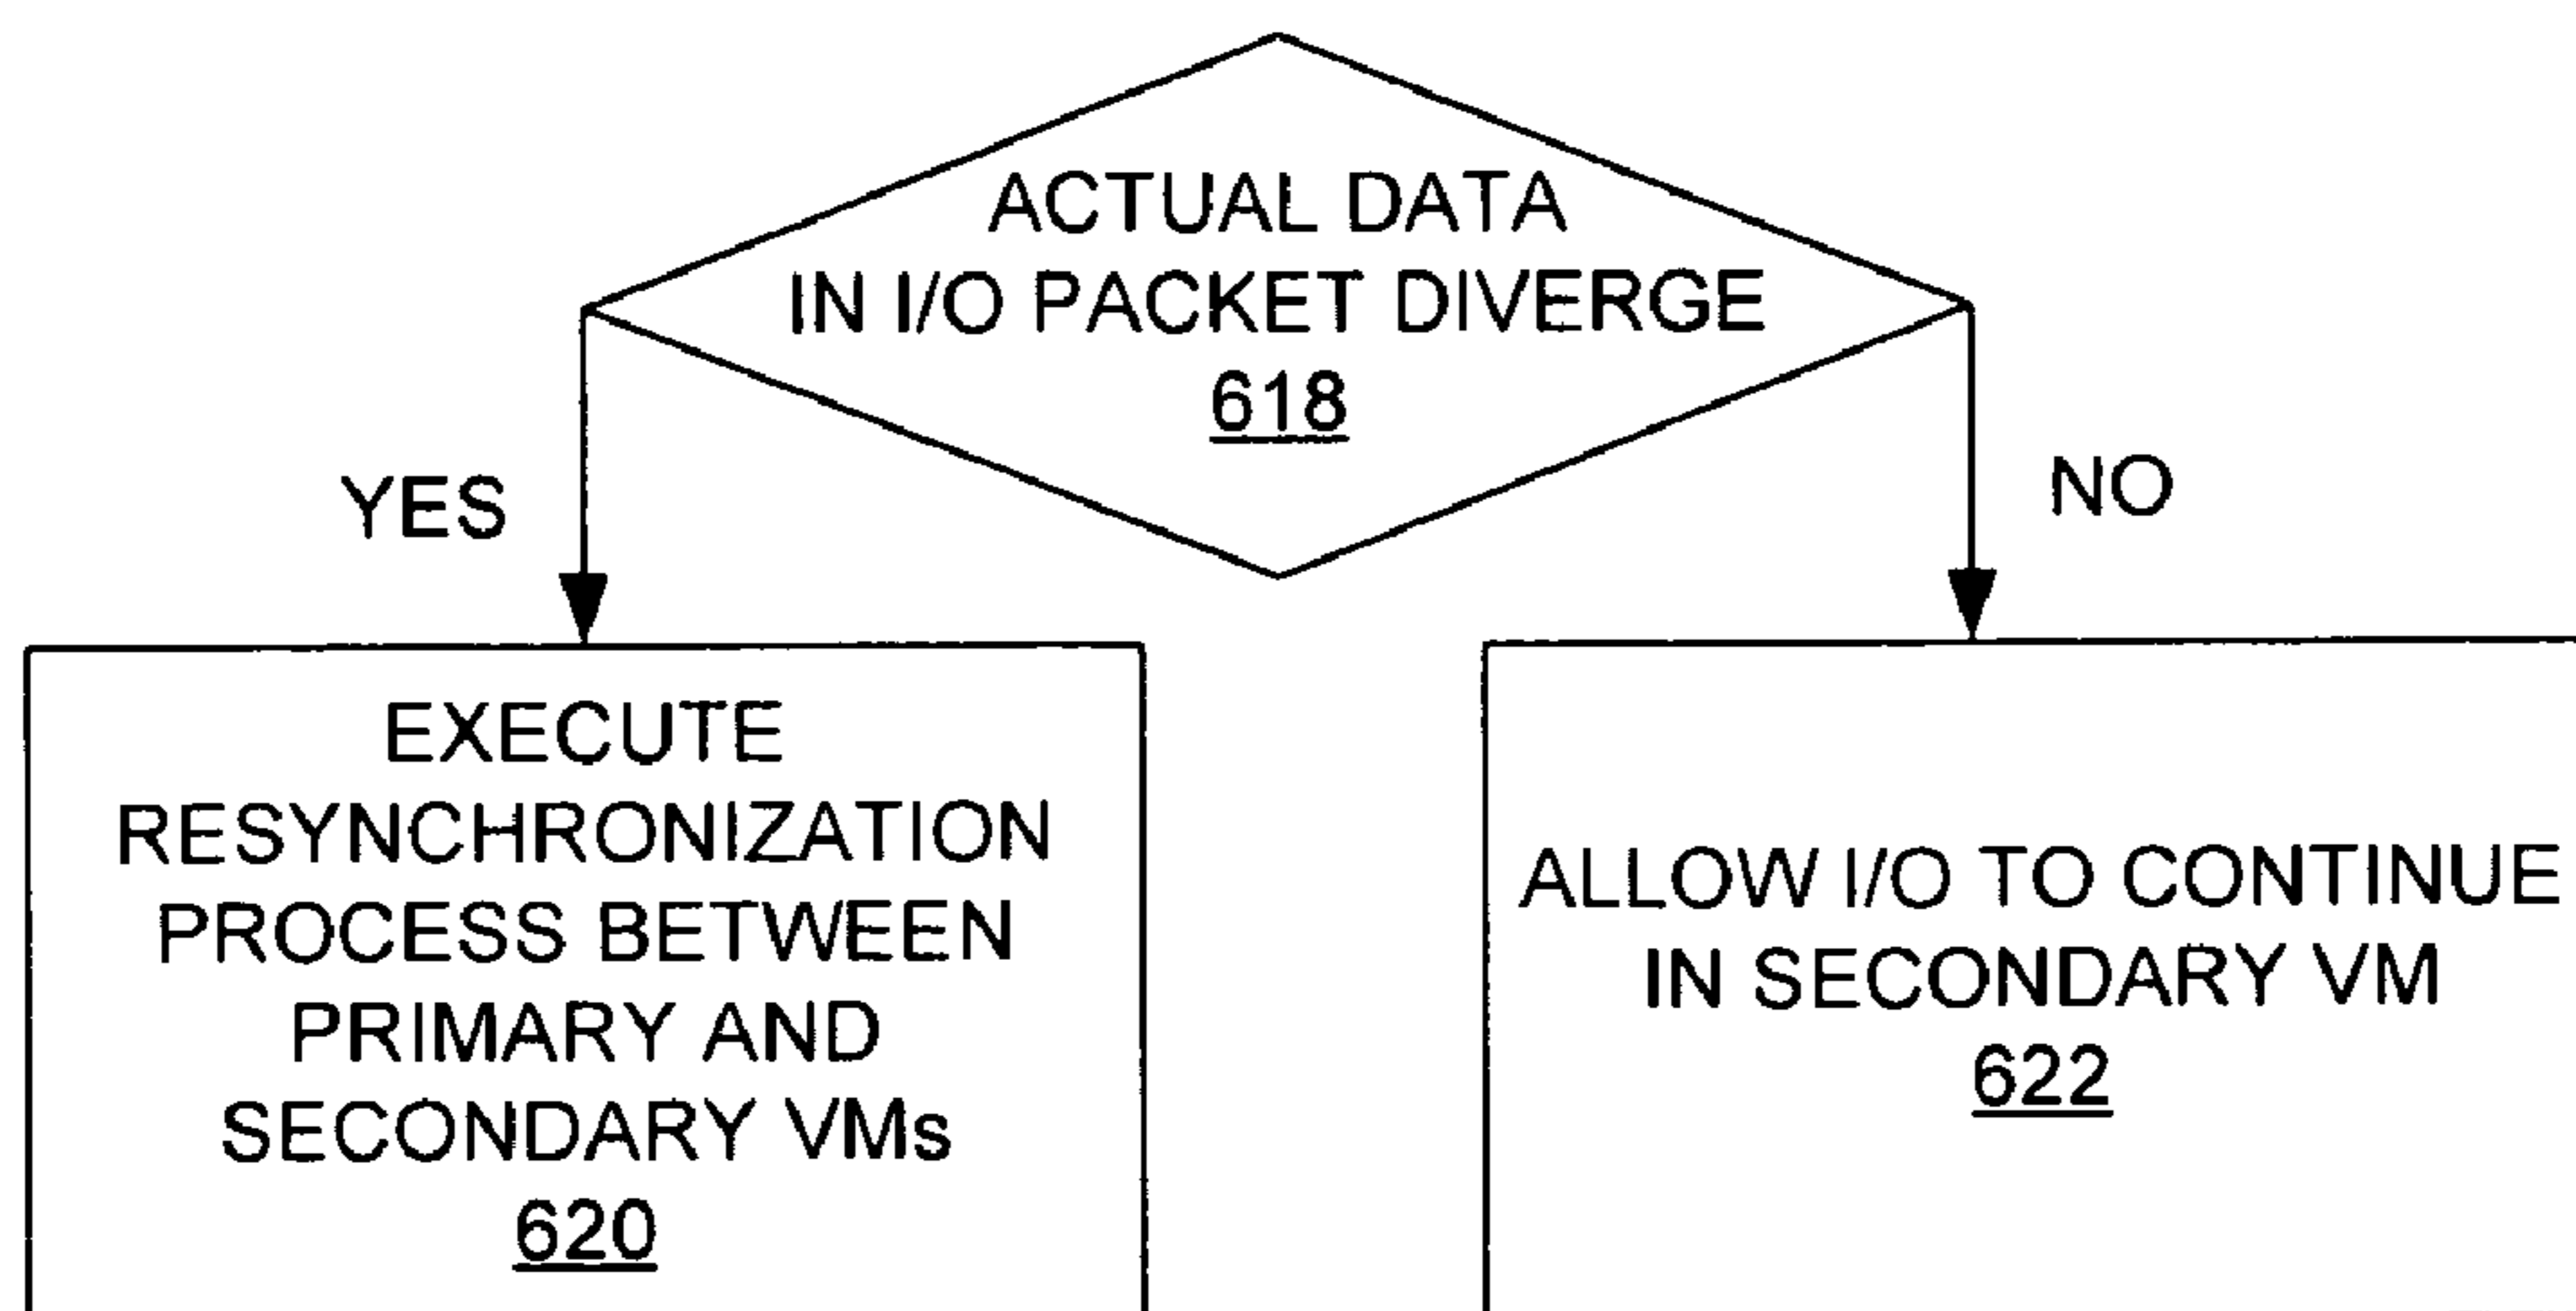 ACTUAL DATA
IN I/O PACKET DIVERGE
618
YES
NO
EXECUTE
RESYNCHRONIZATION
PROCESS BETWEEN
PRIMARY AND
SECONDARY VMs
620
ALLOW I/O TO CONTINUE
IN SECONDARY VM
622